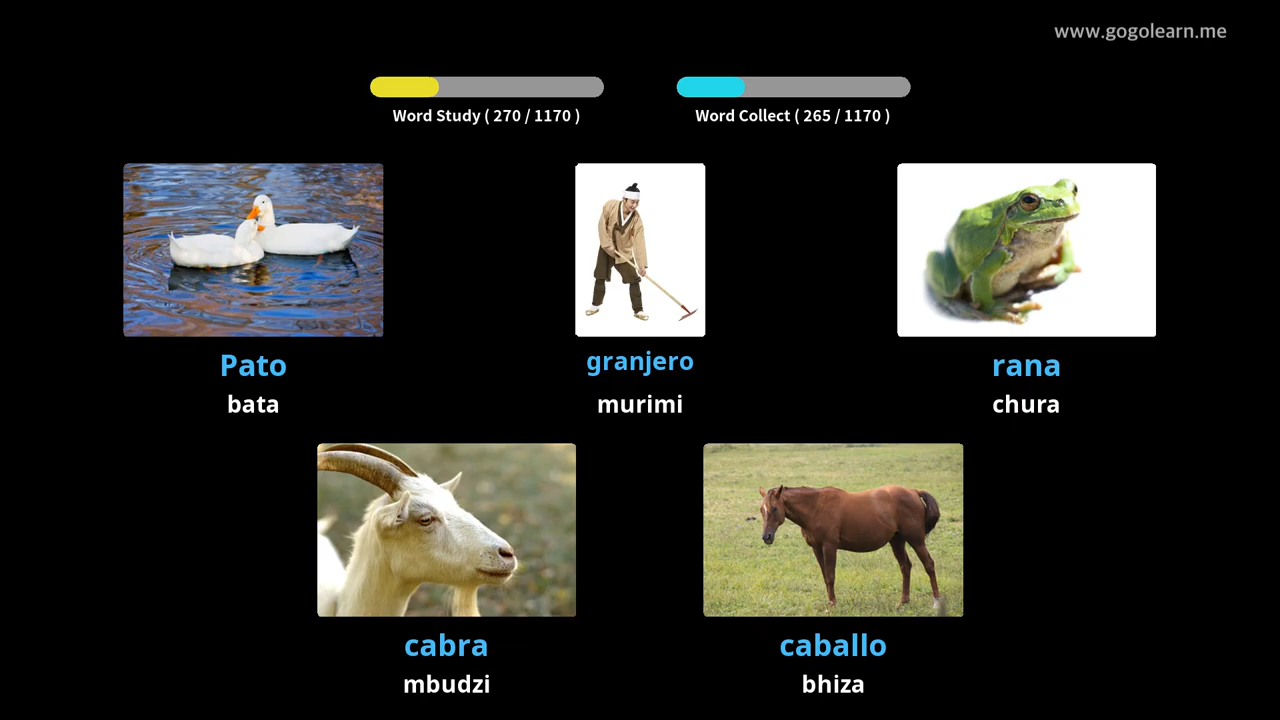 www.gogolearn.me
Word Study ( 270 / 1170 )
Word Collect ( 265 / 1170 )
Pato
bata
granjero
murimi
rana
chura
cabra
mbudzi
caballo
bhiza